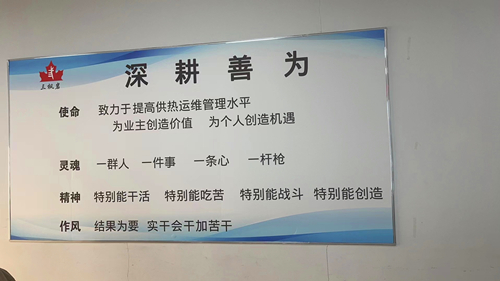 深耕善为
使命 致力于提高供热运维管理水平
为业主创造价值 为个人创造机遇
灵魂 一群人 一件事 一条心 一杆枪
精神 特别能干活 特别能吃苦 特别能战斗 特别能创造
作风 结果为要 实干会干加苦干